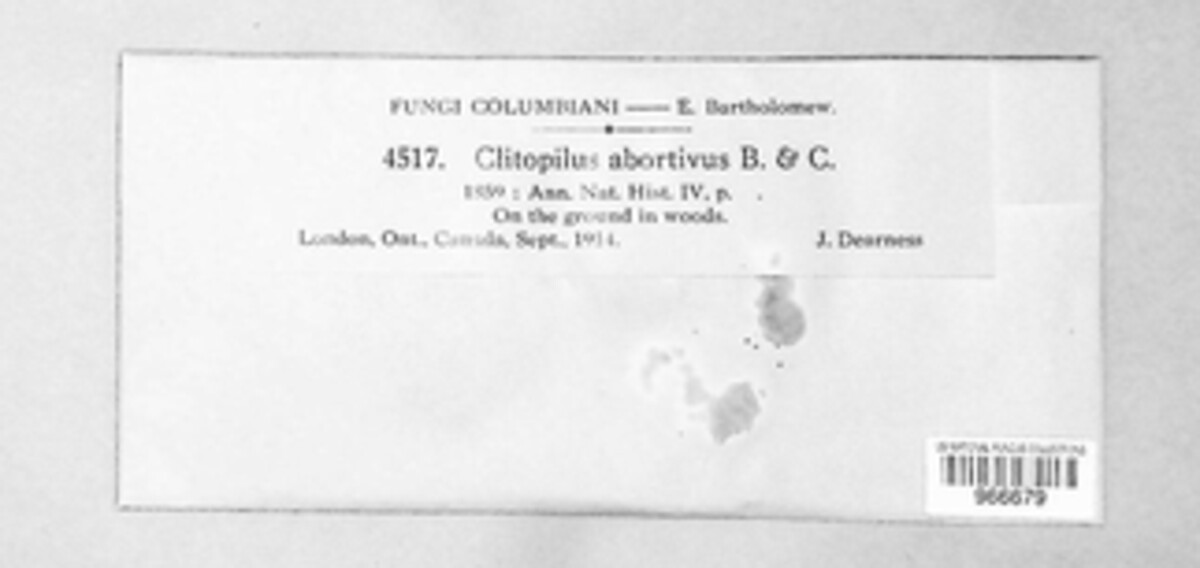 FUNGI COLUMBIANI — E. Bartholomew.
4517. Clitopilus abortivus B. & C.
1859 : Ann. Nat. Hist. IV, p. .
On the ground in woods.
London, Ont., Canada, Sept., 1914.
J. Dearness
966679